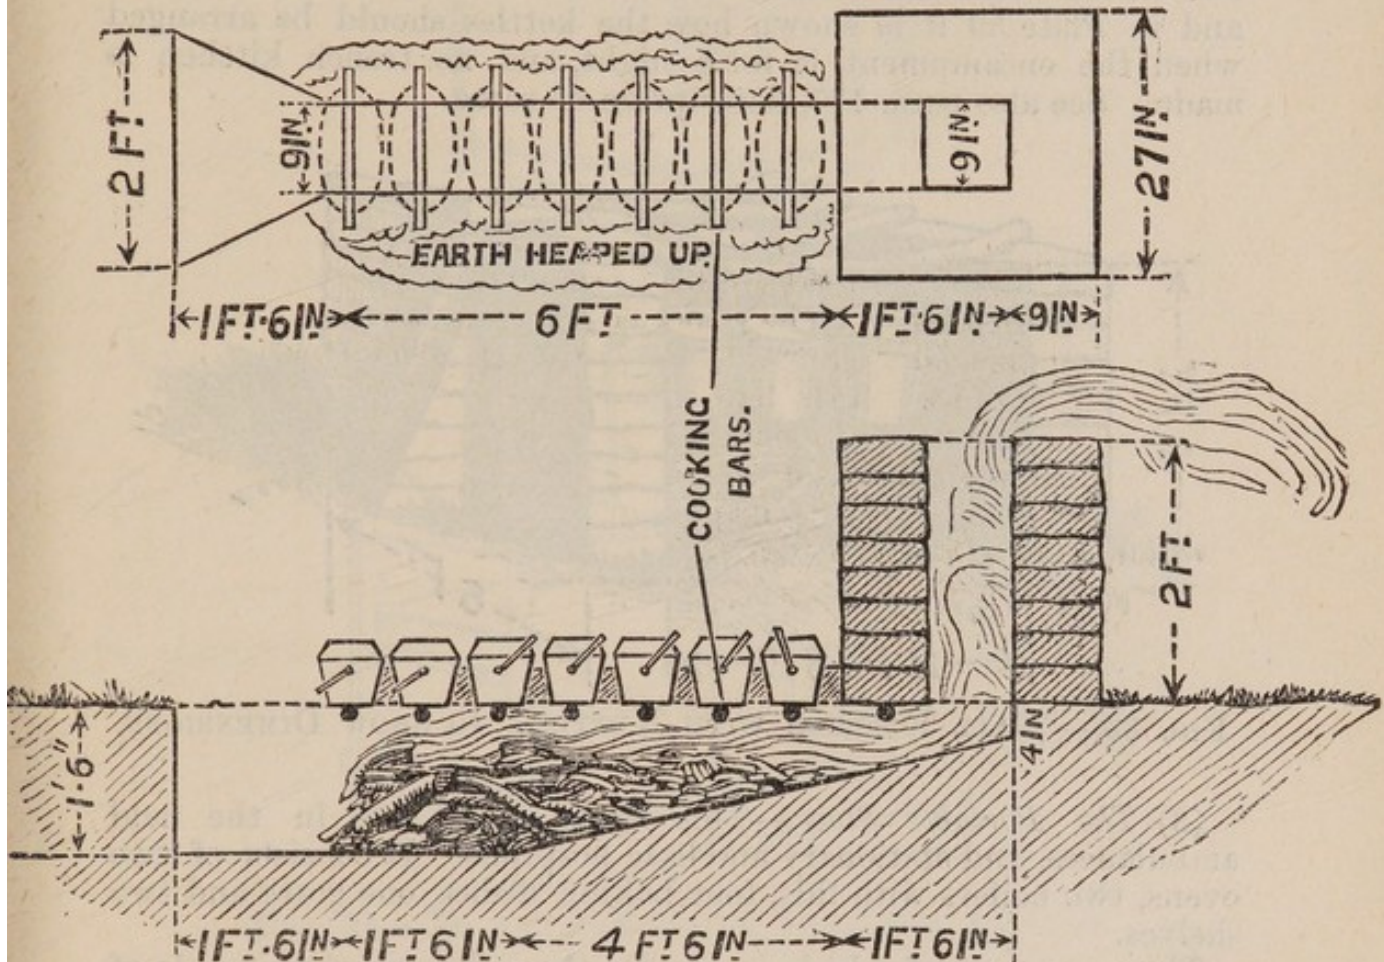 2 FT.
9 IN
EARTH HEAPED UP.
9 IN
27 IN
1 FT. 6 IN
6 FT
1 FT. 6 IN
9 IN
COOKING
BARS.
2 FT.
1'.6"
4 IN
1 FT. 6 IN
1 FT 6 IN
4 FT 6 IN
1 FT 6 IN